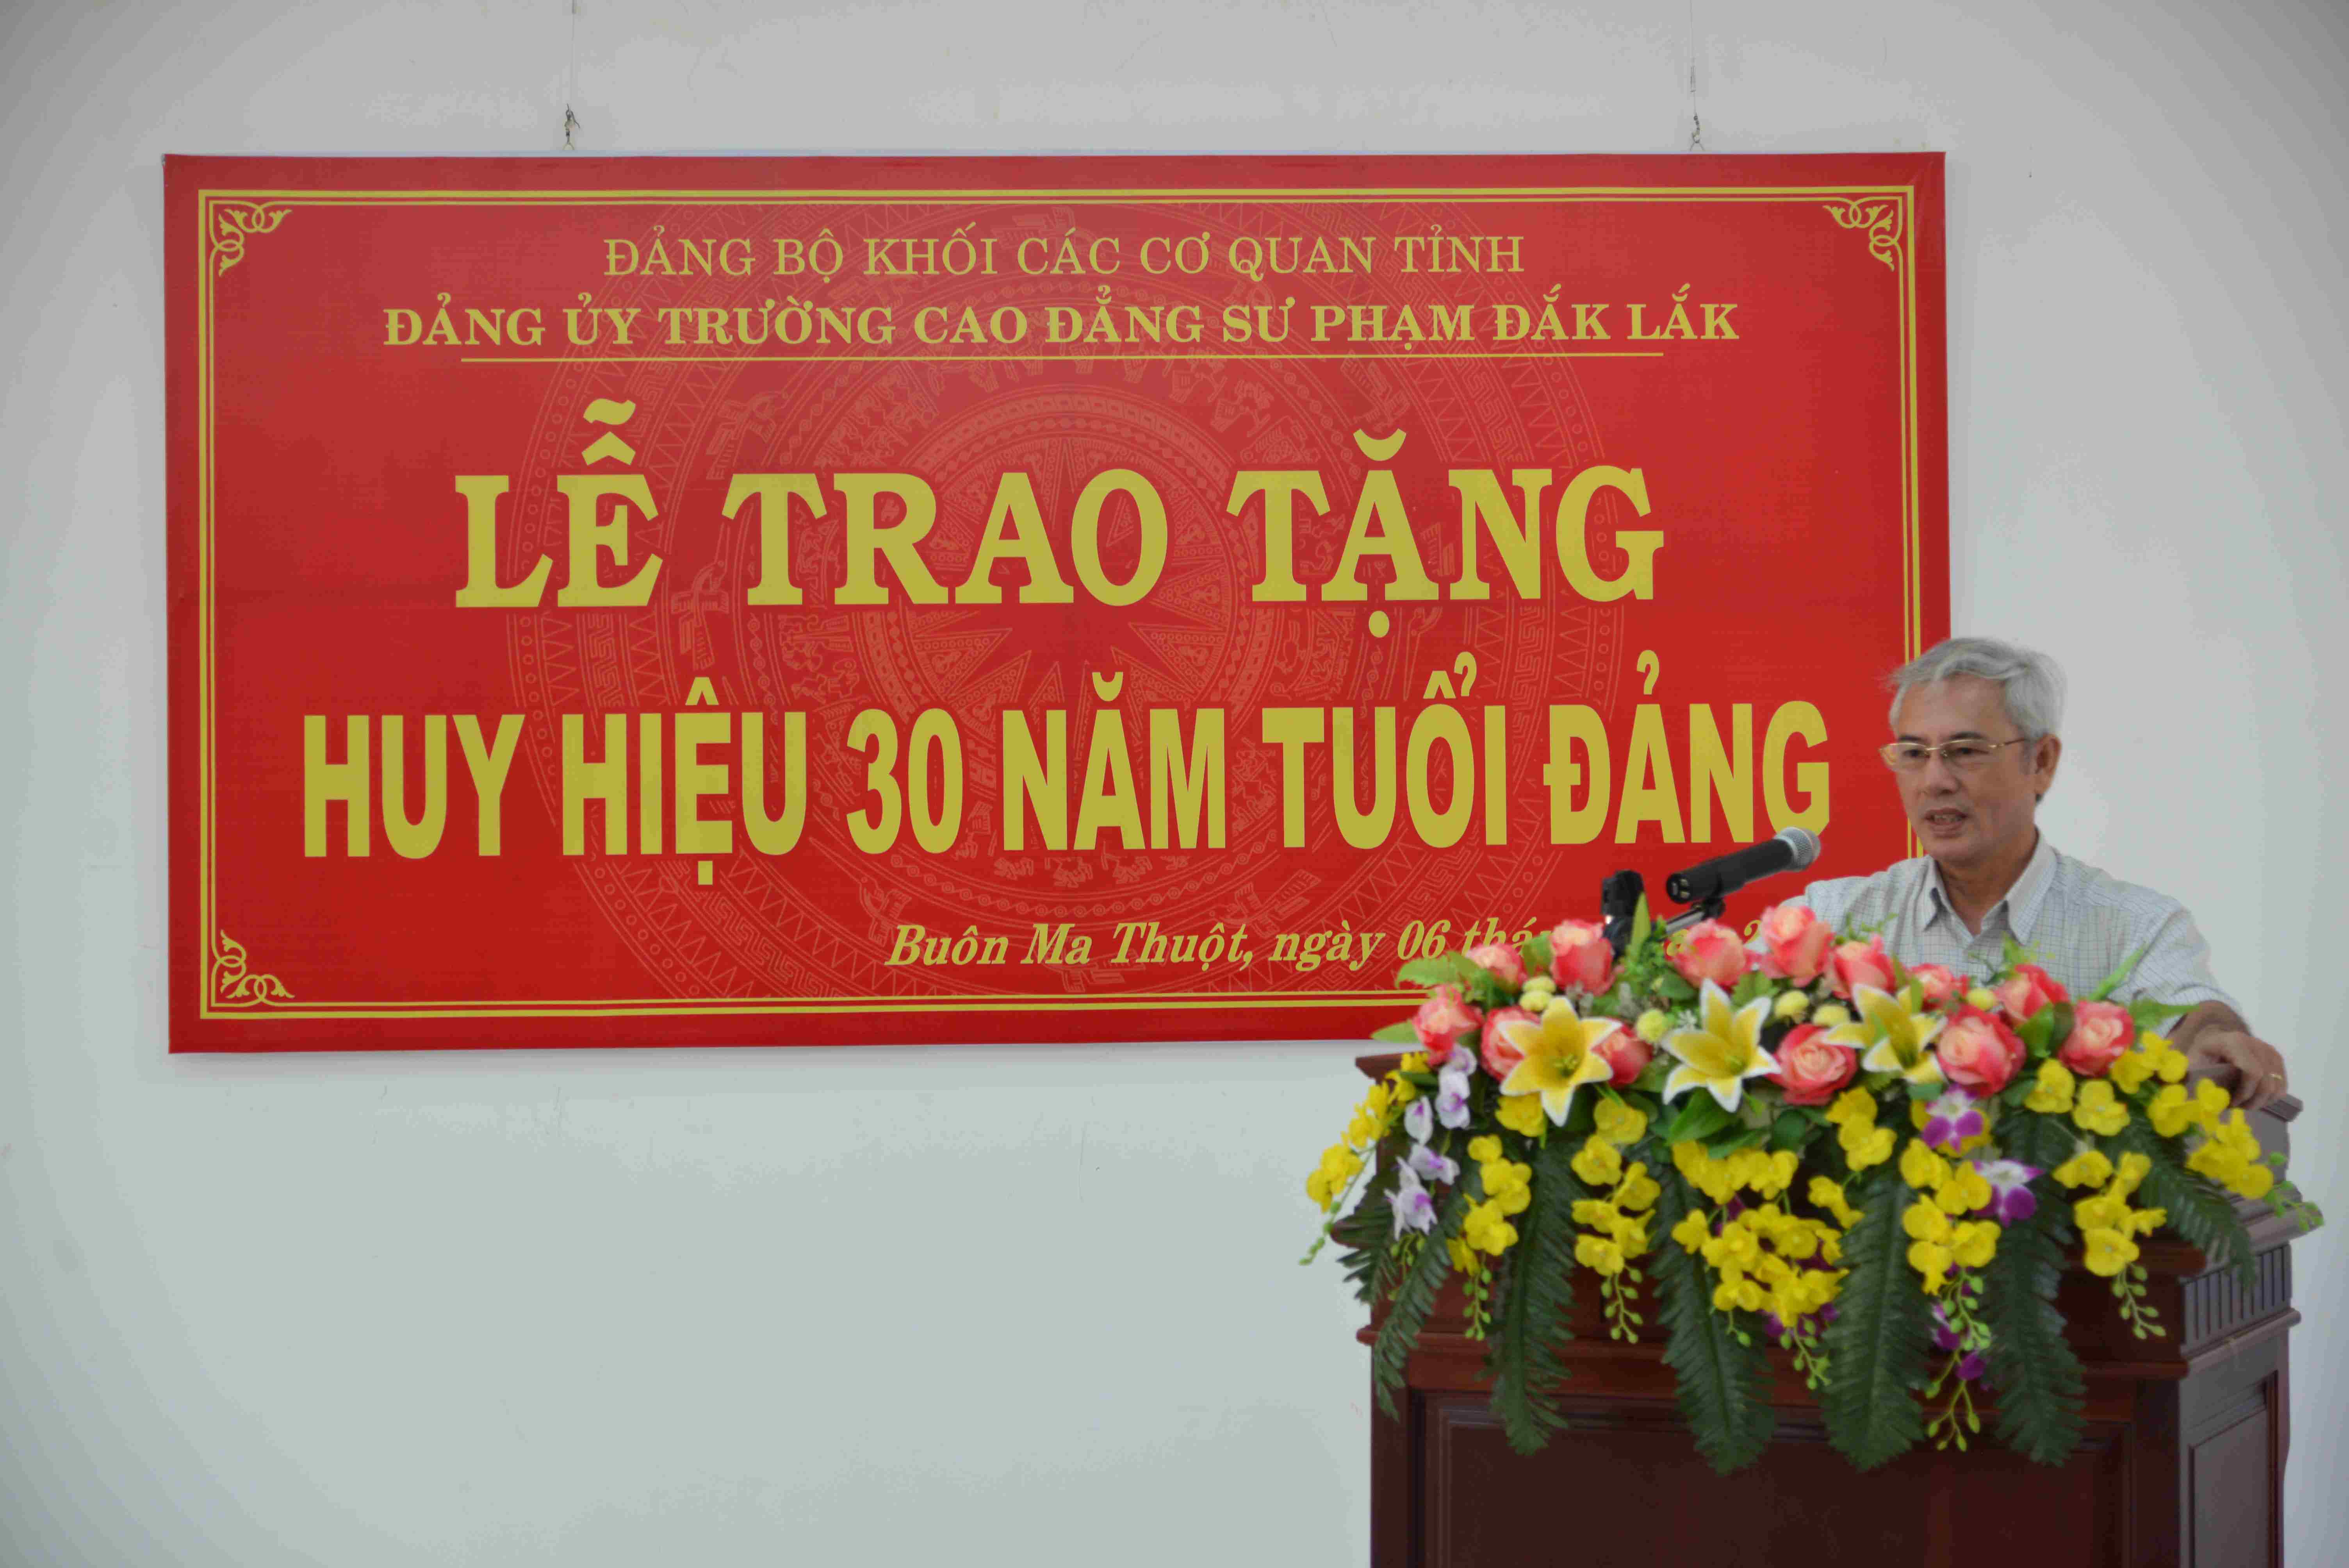 ĐẢNG BỘ KHỐI CÁC CƠ QUAN TỈNH
ĐẢNG ỦY TRƯỜNG CAO ĐẲNG SƯ PHẠM ĐẮK LẮK
LỄ TRAO TẶNG
HUY HIỆU 30 NĂM TUỔI ĐẢNG
Buôn Ma Thuột, ngày 06